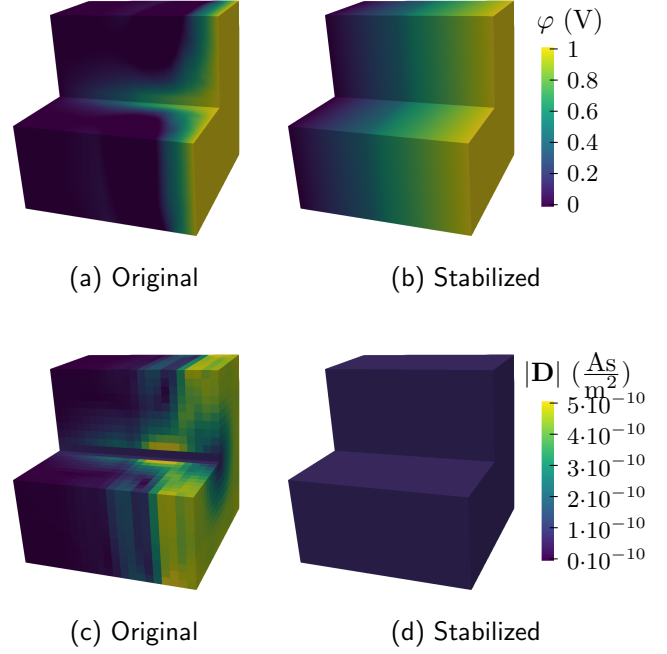 φ (V)
1
0.8
0.6
0.4
0.2
0
(a) Original
(b) Stabilized
|D| (As/m²)
5·10⁻¹⁰
4·10⁻¹⁰
3·10⁻¹⁰
2·10⁻¹⁰
1·10⁻¹⁰
0·10⁻¹⁰
(c) Original
(d) Stabilized